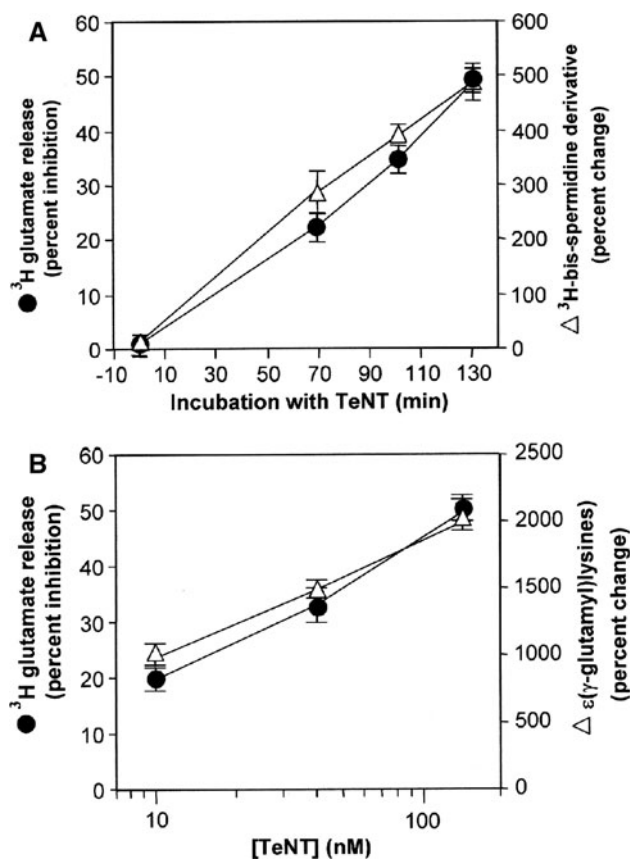 A
³H glutamate release
(percent inhibition)
60
50
40
30
20
10
0
600
500
400
300
200
100
0
³H-bis-spermidine derivative
(percent change)
-10 10 30 50 70 90 110 130
Incubation with TeNT (min)
B
³H glutamate release
(percent inhibition)
60
50
40
30
20
10
0
2500
2000
1500
1000
500
0
ε(γ-glutamyl)lysines
(percent change)
10 100
[TeNT] (nM)